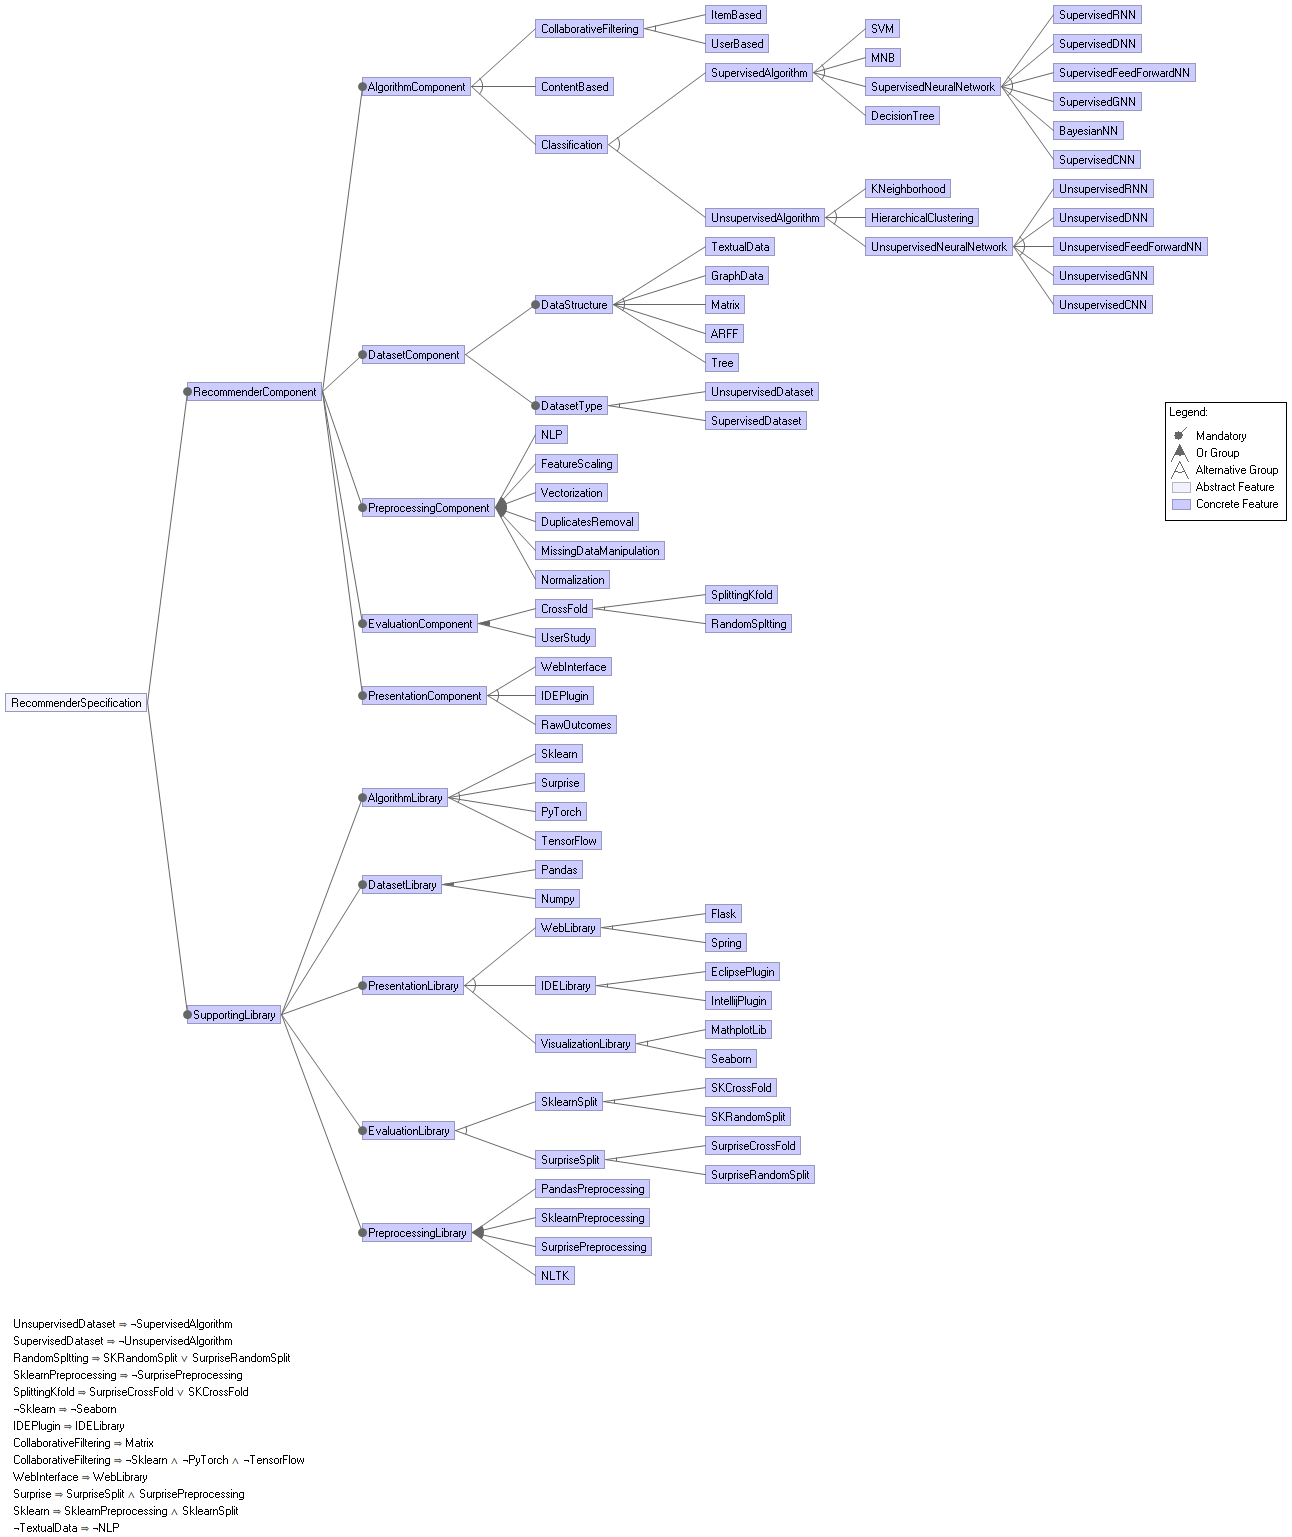 RecommenderSpecification
RecommenderComponent
AlgorithmComponent
CollaborativeFiltering
ItemBased
UserBased
ContentBased
Classification
SupervisedAlgorithm
SVM
MNB
SupervisedNeuralNetwork
SupervisedRNN
SupervisedDNN
SupervisedFeedForwardNN
SupervisedGNN
BayesianNN
SupervisedCNN
DecisionTree
UnsupervisedAlgorithm
KNeighborhood
HierarchicalClustering
UnsupervisedNeuralNetwork
UnsupervisedRNN
UnsupervisedDNN
UnsupervisedFeedForwardNN
UnsupervisedGNN
UnsupervisedCNN
DatasetComponent
DataStructure
TextualData
GraphData
Matrix
ARFF
Tree
DatasetType
UnsupervisedDataset
SupervisedDataset
PreprocessingComponent
NLP
FeatureScaling
Vectorization
DuplicatesRemoval
MissingDataManipulation
Normalization
EvaluationComponent
CrossFold
SplittingKfold
RandomSpltting
UserStudy
PresentationComponent
WebInterface
IDEPlugin
RawOutcomes
SupportingLibrary
AlgorithmLibrary
Sklearn
Surprise
PyTorch
TensorFlow
DatasetLibrary
Pandas
Numpy
PresentationLibrary
WebLibrary
Flask
Spring
IDELibrary
EclipsePlugin
IntellijPlugin
VisualizationLibrary
MathplotLib
Seaborn
EvaluationLibrary
SklearnSplit
SKCrossFold
SKRandomSplit
SurpriseSplit
SurpriseCrossFold
SurpriseRandomSplit
PreprocessingLibrary
PandasPreprocessing
SklearnPreprocessing
SurprisePreprocessing
NLTK
Legend:
Mandatory
Or Group
Alternative Group
Abstract Feature
Concrete Feature
UnsupervisedDataset ⇒ ¬SupervisedAlgorithm
SupervisedDataset ⇒ ¬UnsupervisedAlgorithm
RandomSpltting ⇒ SKRandomSplit ∨ SurpriseRandomSplit
SklearnPreprocessing ⇒ ¬SurprisePreprocessing
SplittingKfold ⇒ SurpriseCrossFold ∨ SKCrossFold
¬Sklearn ⇒ ¬Seaborn
IDEPlugin ⇒ IDELibrary
CollaborativeFiltering ⇒ Matrix
CollaborativeFiltering ⇒ ¬Sklearn ∧ ¬PyTorch ∧ ¬TensorFlow
WebInterface ⇒ WebLibrary
Surprise ⇒ SurpriseSplit ∧ SurprisePreprocessing
Sklearn ⇒ SklearnPreprocessing ∧ SklearnSplit
¬TextualData ⇒ ¬NLP